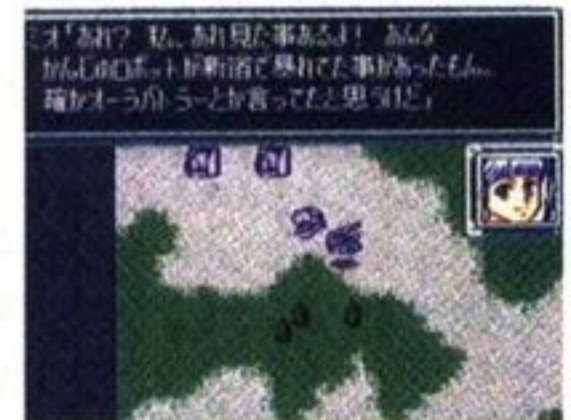 ミオ「あれ? 私、あれ見た事あるよ! あんな
かんじのロボットが新宿で暴れてた事があったもん。
確かオーラバトラーとか言ってたと思うけど」